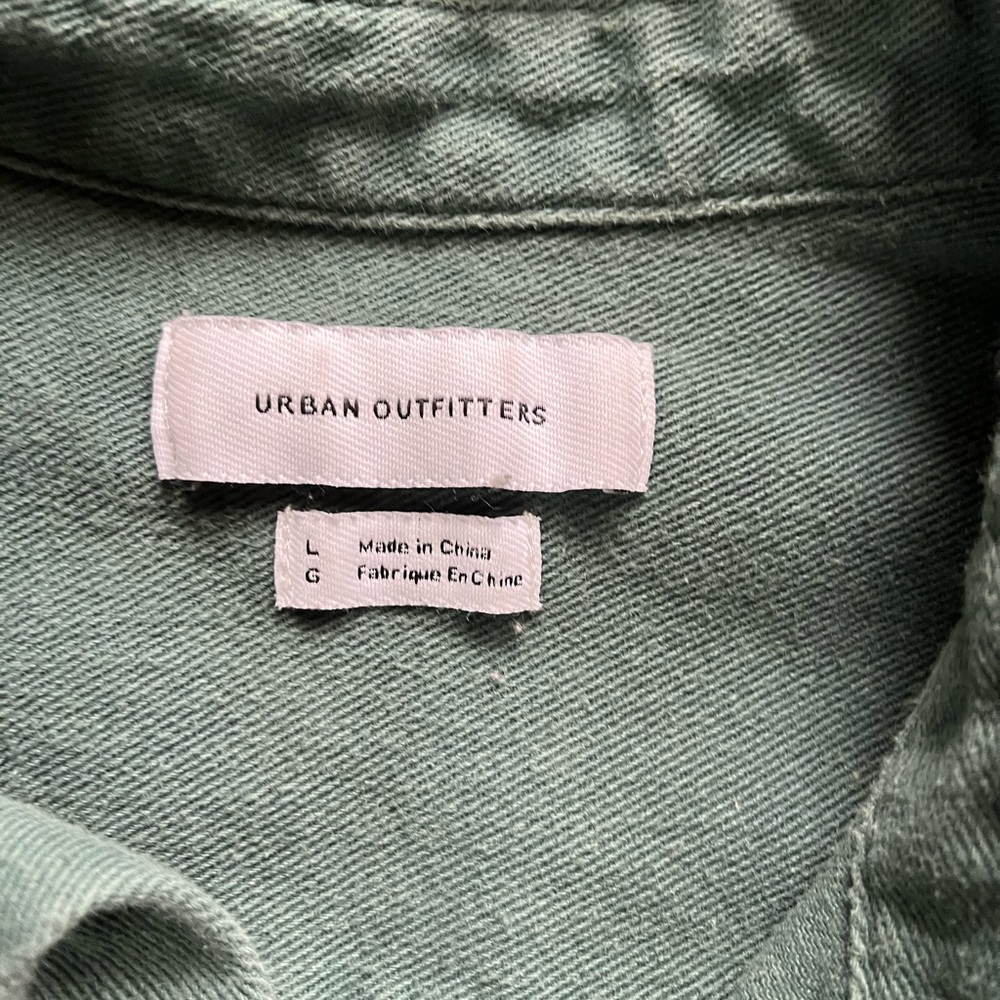 URBAN OUTFITTERS
L Made in China
G Fabrique En Chine